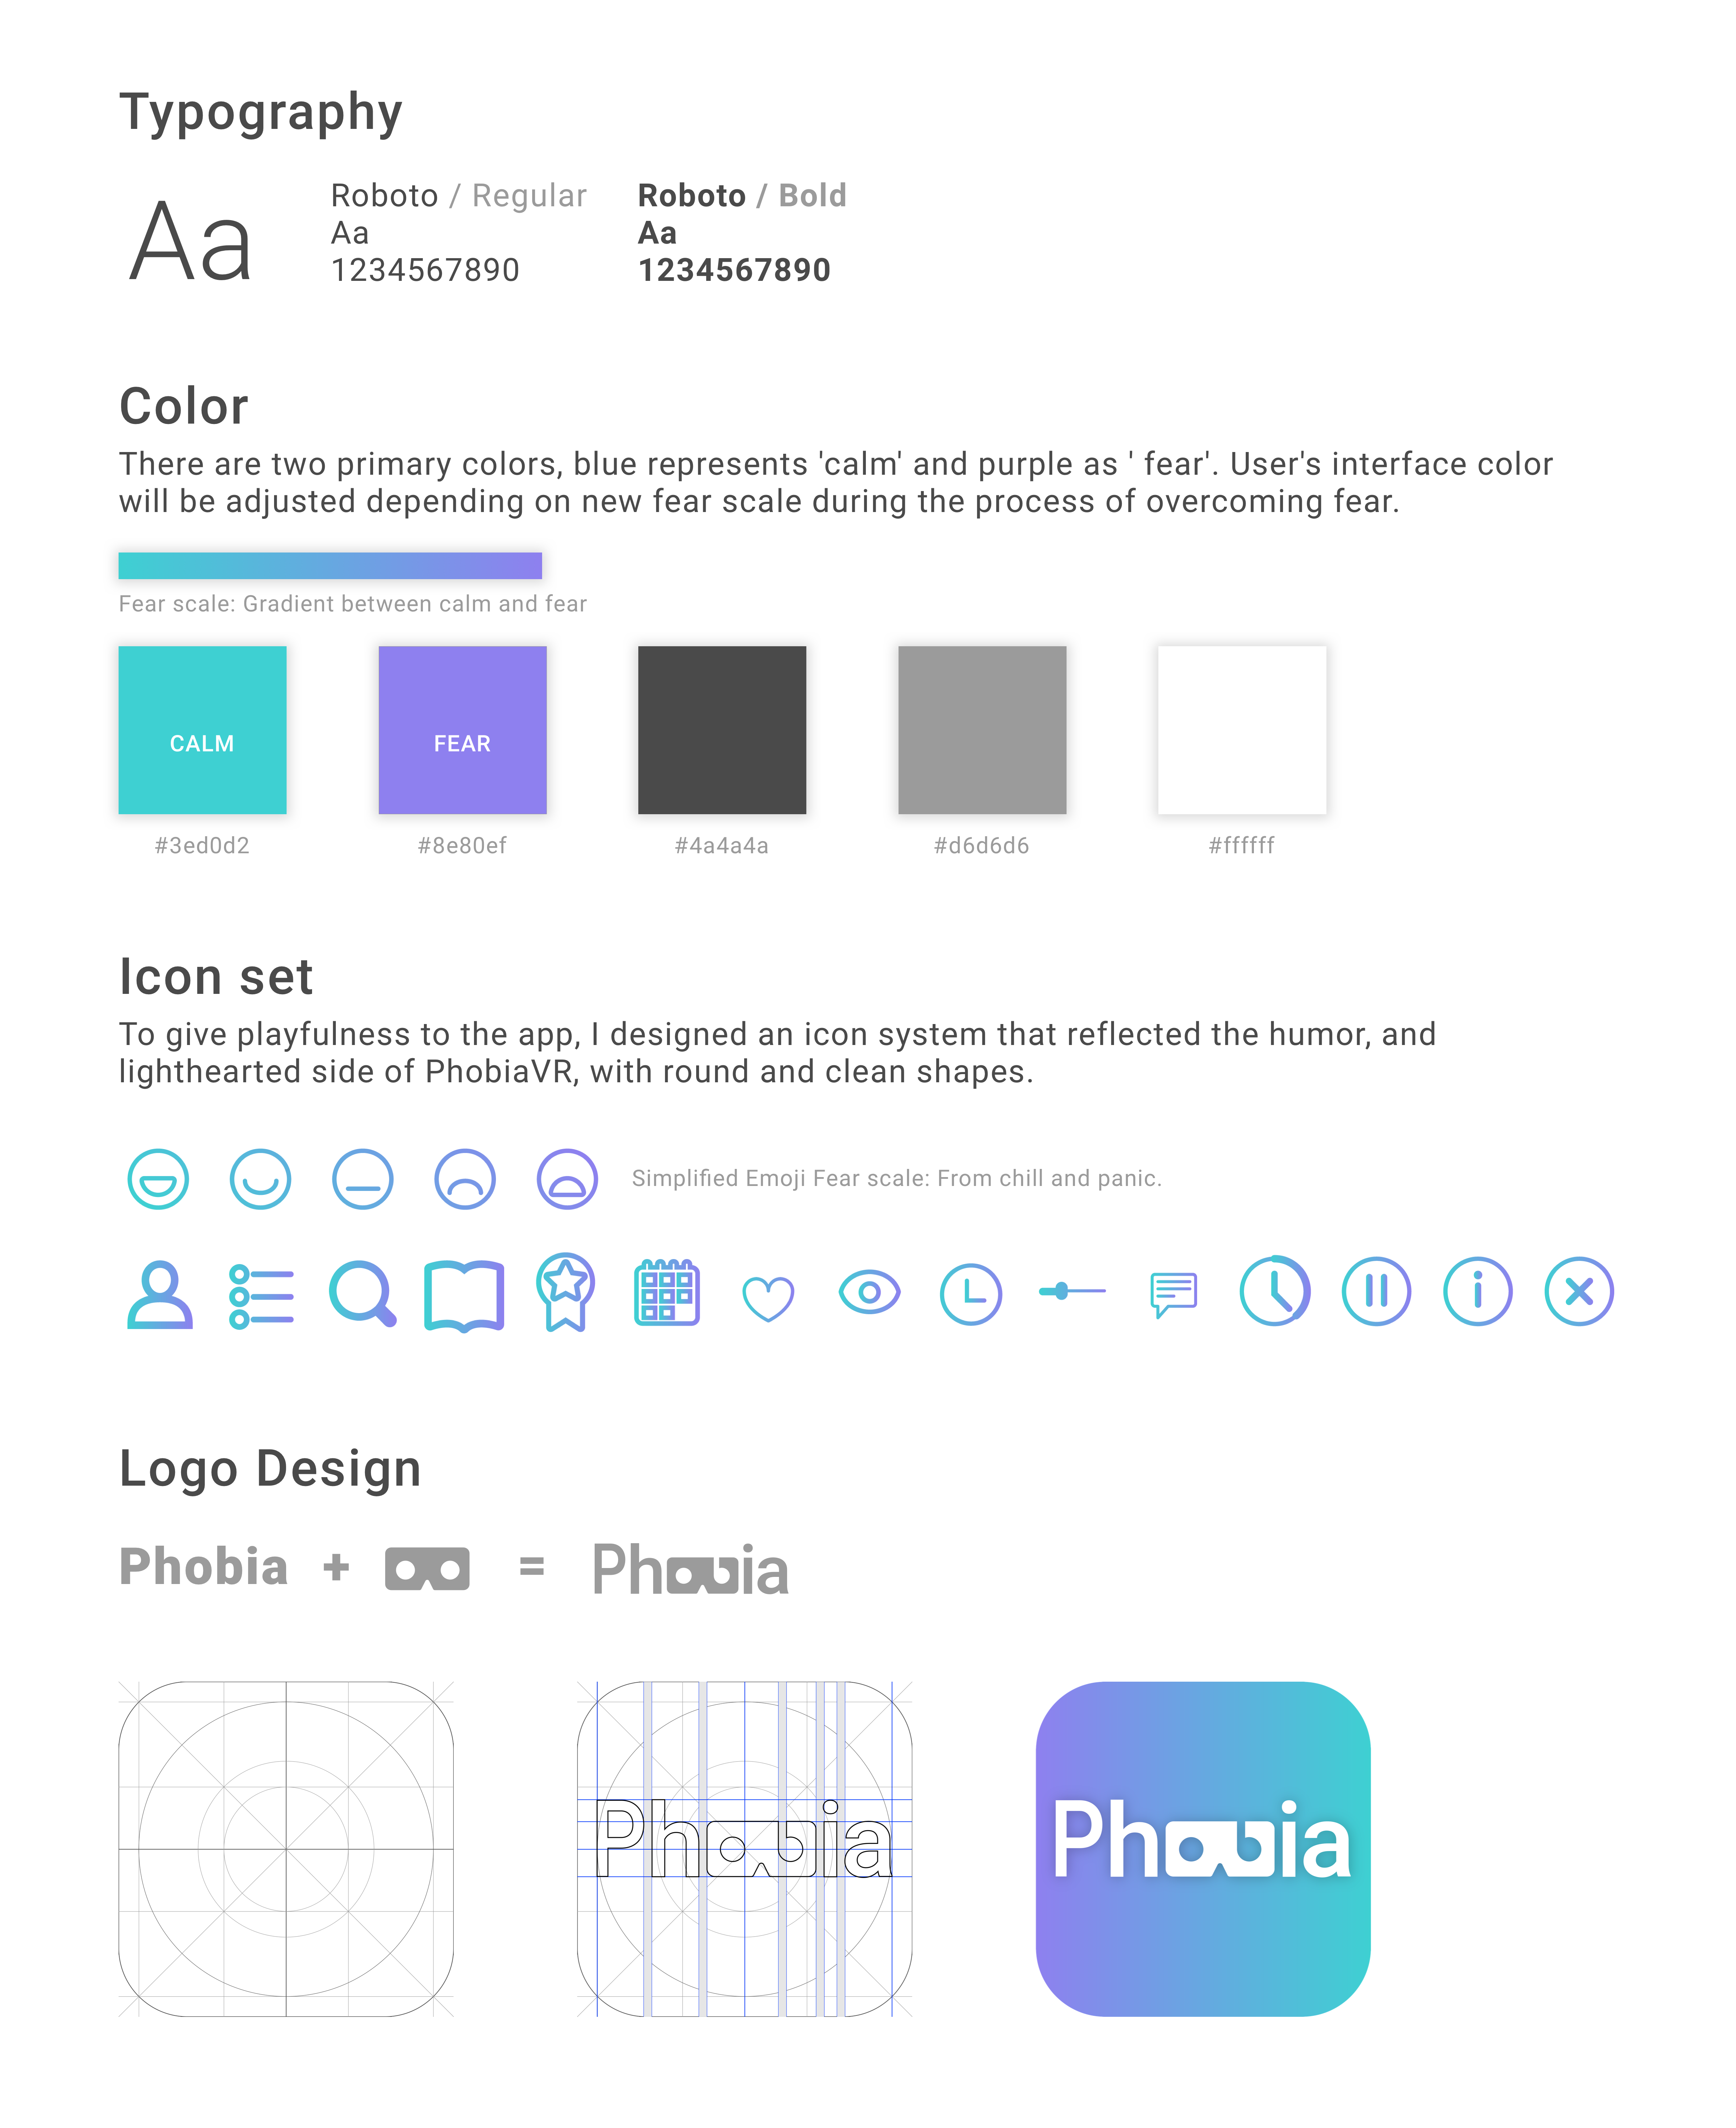 Typography
Aa
Roboto / Regular
Aa
1234567890
Roboto / Bold
Aa
1234567890
Color
There are two primary colors, blue represents 'calm' and purple as ' fear'. User's interface color
will be adjusted depending on new fear scale during the process of overcoming fear.
Fear scale: Gradient between calm and fear
CALM
FEAR
#3ed0d2
#8e80ef
#4a4a4a
#d6d6d6
#ffffff
Icon set
To give playfulness to the app, I designed an icon system that reflected the humor, and
lighthearted side of PhobiaVR, with round and clean shapes.
Simplified Emoji Fear scale: From chill and panic.
Logo Design
Phobia + = Phobia
Phobia
Phobia